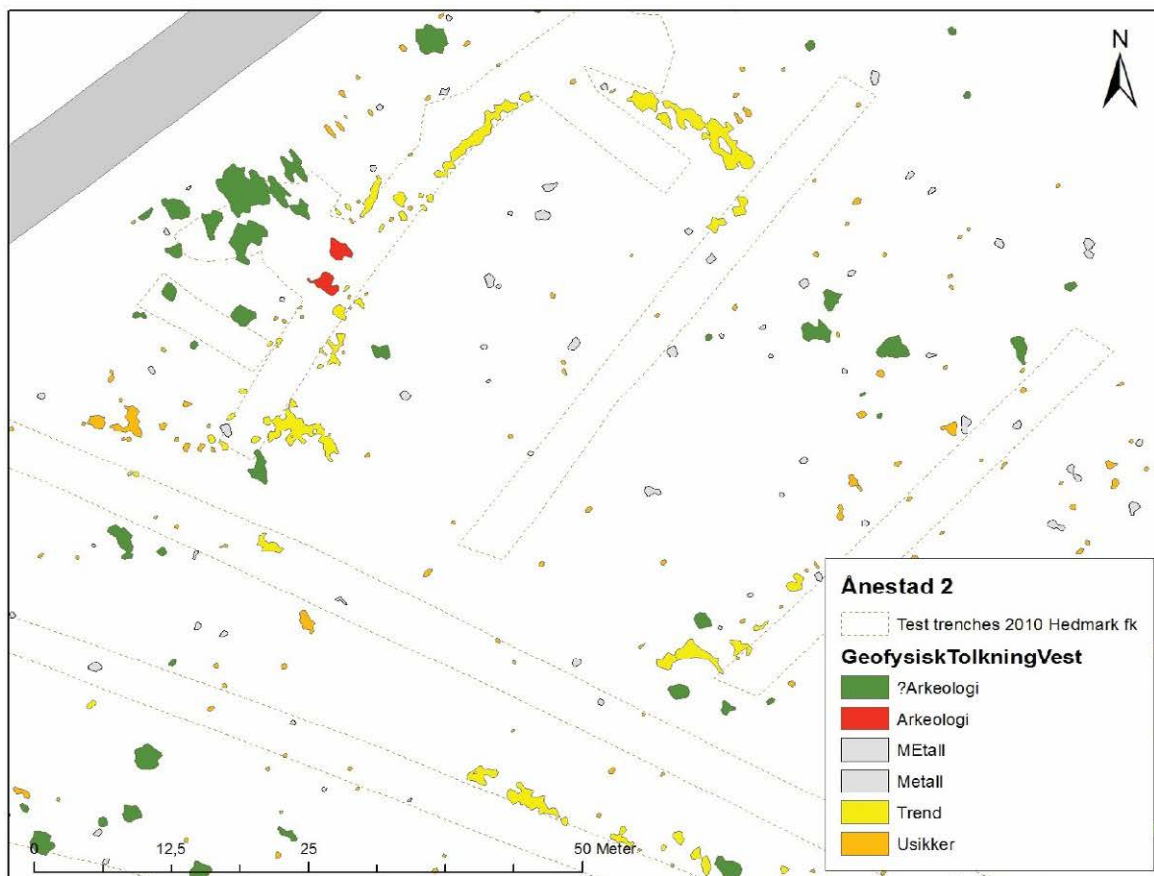 N
Ånestad 2
Test trenches 2010 Hedmark fk
GeofysiskTolkningVest
?Arkeologi
Arkeologi
MEtall
Metall
Trend
Usikker
0 12,5 25 50 Meter